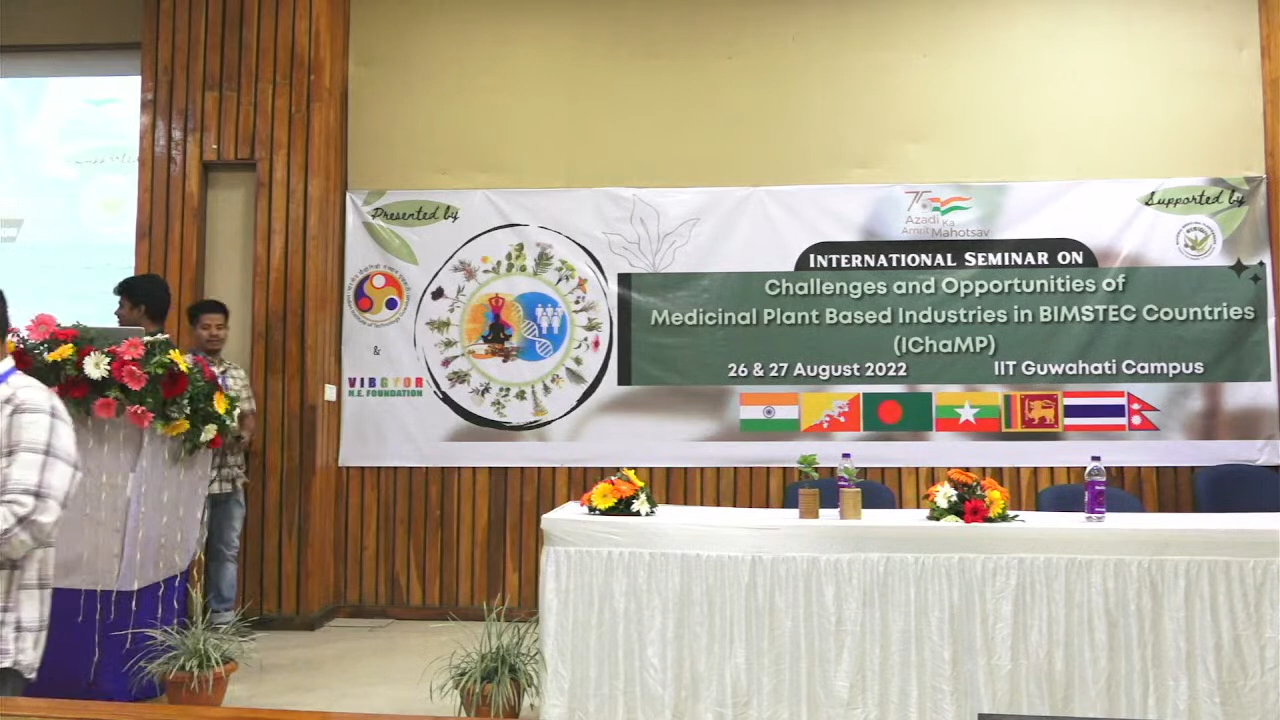 Presented by
&
VIBGYOR
N.E. FOUNDATION
75
Azadi Ka
Amrit Mahotsav
Supported by
INTERNATIONAL SEMINAR ON
Challenges and Opportunities of
Medicinal Plant Based Industries in BIMSTEC Countries
(IChaMP)
26 & 27 August 2022 IIT Guwahati Campus